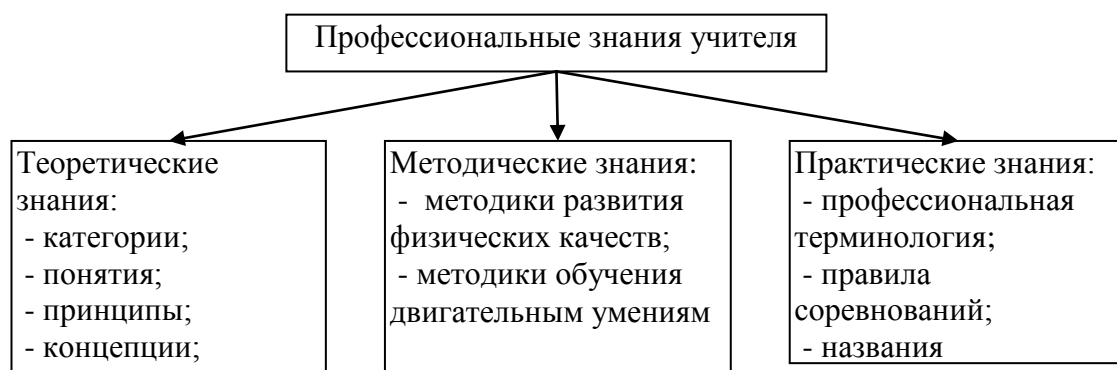 Профессиональные знания учителя
Теоретические
знания:
- категории;
- понятия;
- принципы;
- концепции;
Методические знания:
- методики развития
физических качеств;
- методики обучения
двигательным умениям
Практические знания:
- профессиональная
терминология;
- правила
соревнований;
- названия